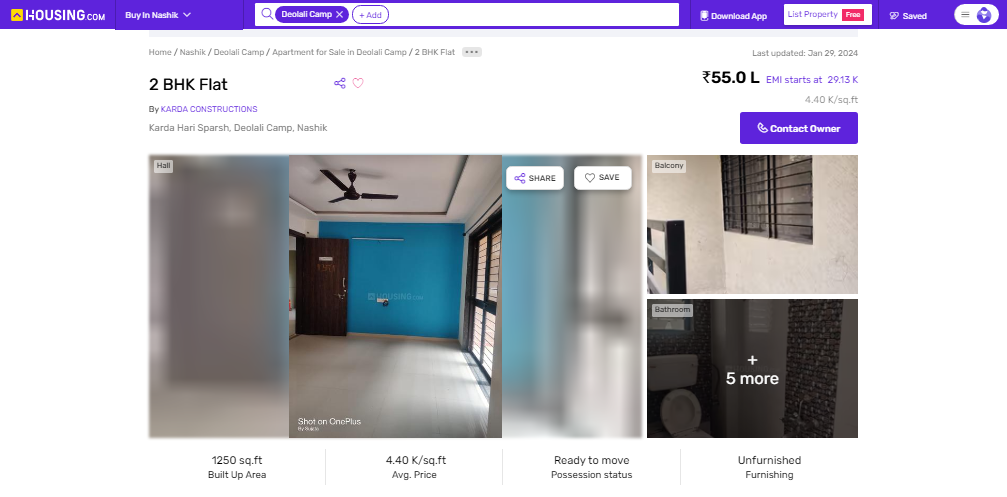 HOUSING.COM
Buy In Nashik
Deolali Camp
+ Add
Download App
List Property Free
Saved
Home / Nashik / Deolali Camp / Apartment for Sale in Deolali Camp / 2 BHK Flat
Last updated: Jan 29, 2024
2 BHK Flat
₹55.0 L EMI starts at 29.13 K
4.40 K/sq.ft
By KARDA CONSTRUCTIONS
Karda Hari Sparsh, Deolali Camp, Nashik
Contact Owner
Hall
SHARE
SAVE
HOUSING.COM
Shot on OnePlus
Balcony
Bathroom
+
5 more
1250 sq.ft
Built Up Area
4.40 K/sq.ft
Avg. Price
Ready to move
Possession status
Unfurnished
Furnishing